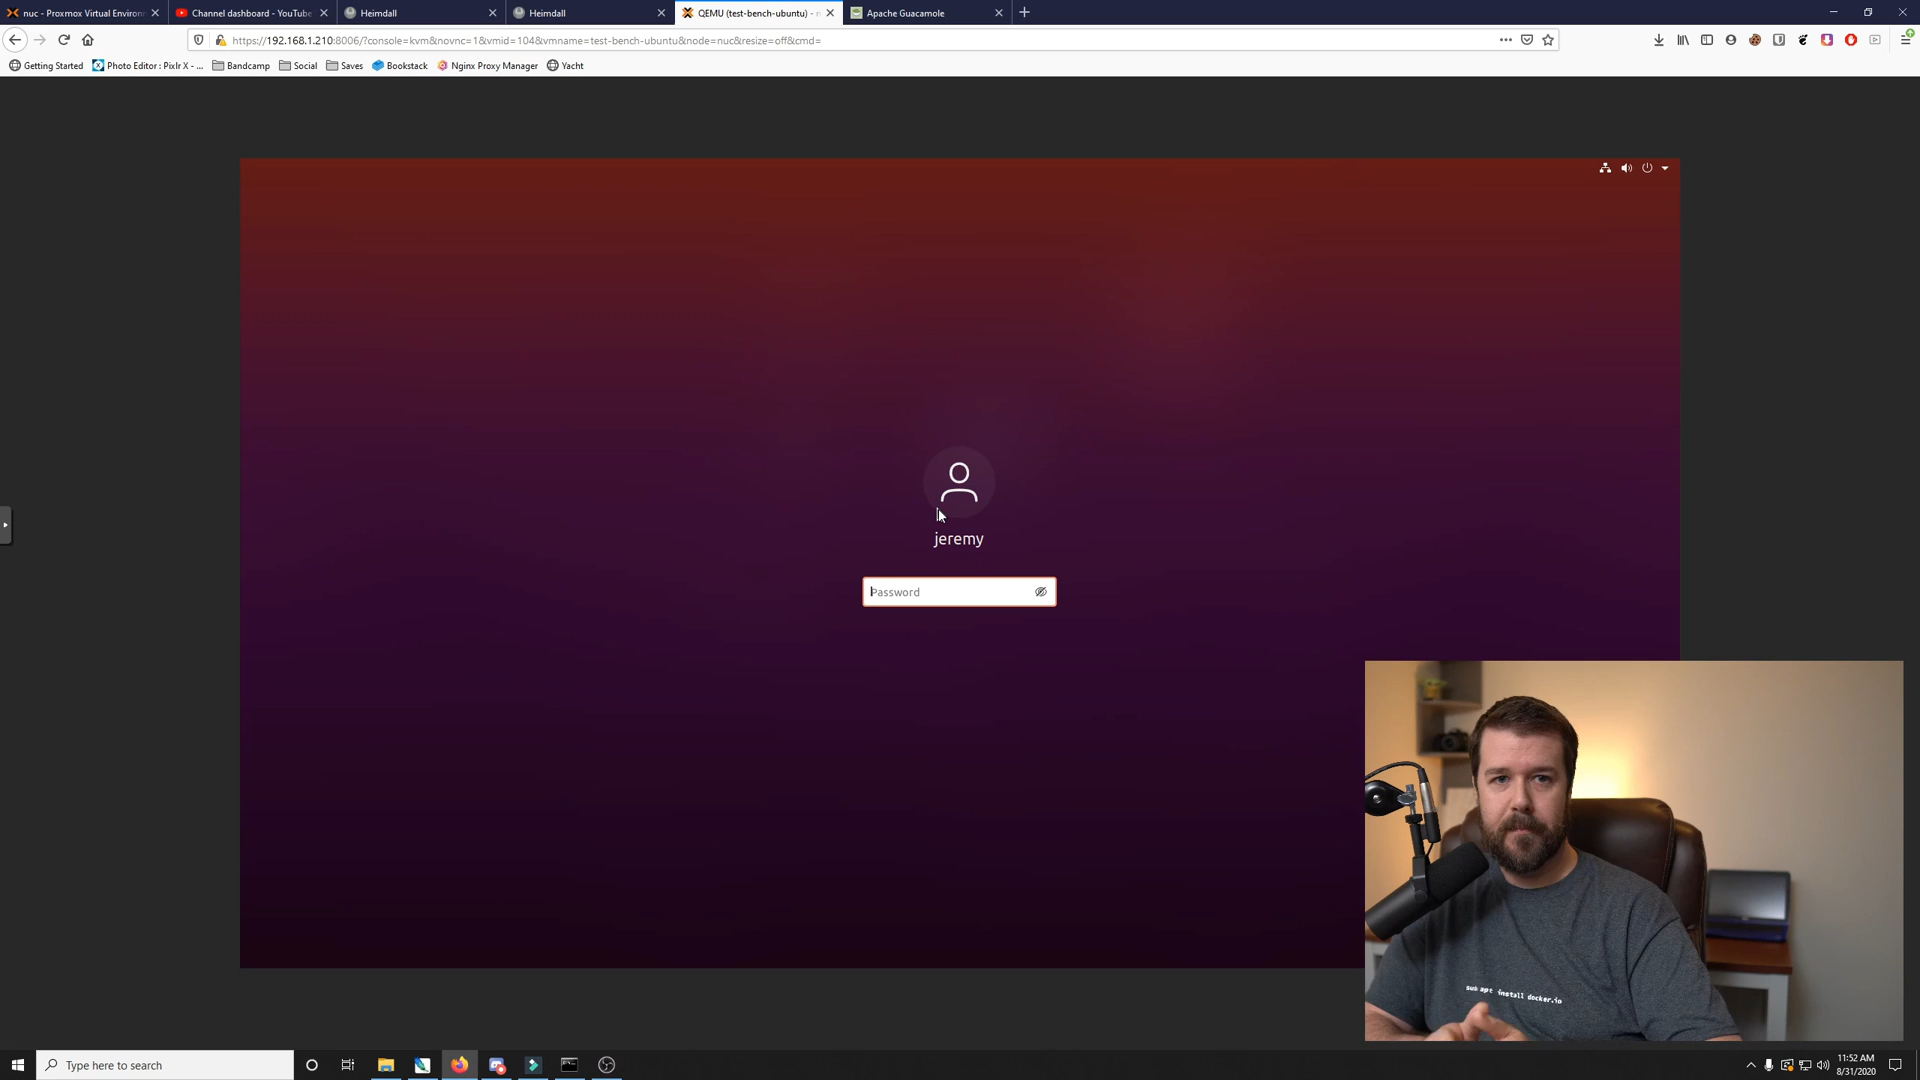 nuc - Proxmox Virtual Environ
Channel dashboard - YouTube
Heimdall
Heimdall
QEMU (test-bench-ubuntu) - n
Apache Guacamole
https://192.168.1.210:8006/?console=kvm&novnc=1&vmid=104&vmname=test-bench-ubuntu&node=nuc&resize=off&cmd=
Getting Started
Photo Editor : Pixlr X - ...
Bandcamp
Social
Saves
Bookstack
Nginx Proxy Manager
Yacht
jeremy
Password
apt install docker.io
Type here to search
11:52 AM
8/31/2020